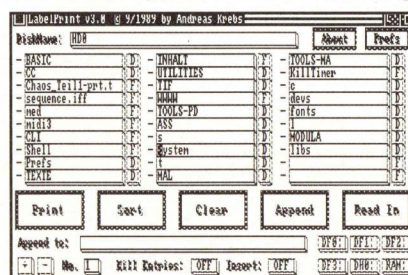 LabelPrint v3.0 © 9/1989 by Andreas Krebs
DiskName: HD0 About Prefs
- BASIC D - INHALT F - TOOLS-MA D
- CC D - UTILITIES D - KillTimer F
- Chaos_Teil1-prt.t F - TIF D - c D
- sequence.iff F - WWWW F - devs D
- med F - TOOLS-PD D - fonts D
- midi3 F - ASS D - l D
- CLI F - s D - MODULA D
- Shell F - System D - libs D
- Prefs D - t D -
- TEXTE D - MAL D -
Print Sort Clear Append Read In
Append to: DF0: DF1: DF2:
+ - No. 1 Kill Entries: OFF Insert: OFF DF3: DH0: RAM: